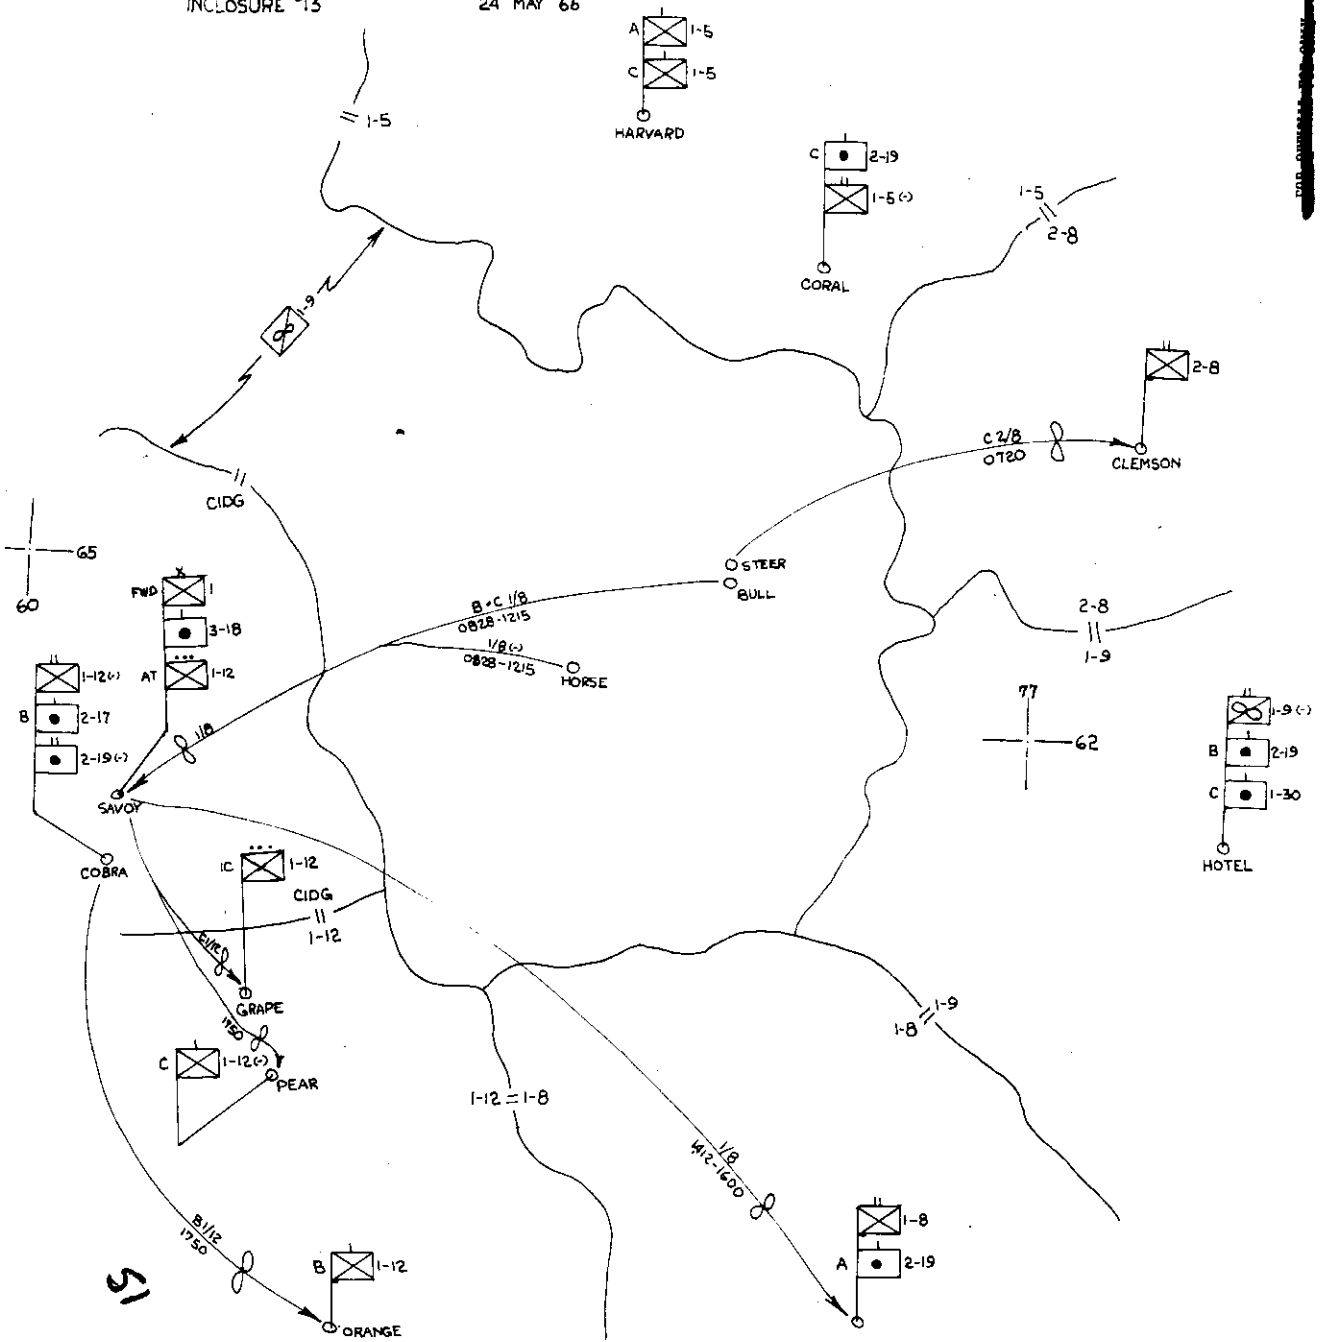 INCLOSURE 13
24 MAY 66
A 1-5
C 1-5
HARVARD
1-5
C 2-19
1-5(-)
CORAL
1-5
2-8
1-9
2-8
CLEMSON
C 2/8
0720
CIDG
65
60
STEER
BULL
B+C 1/8
0828-1215
1/8(-)
0828-1215
HORSE
FWD 1
3-18
AT 1-12
1-12(-)
B 2-17
2-19(-)
1/8
SAVOY
COBRA
2-8
1-9
77
62
1-9(-)
B 2-19
C 1-30
HOTEL
1C 1-12
CIDG
1-12
C1/12
GRAPE
1750
C 1-12(-)
PEAR
1-9
1-8
1-12 1-8
1/8
1412-1600
B1/12
1750
B 1-12
ORANGE
1-8
A 2-19
51